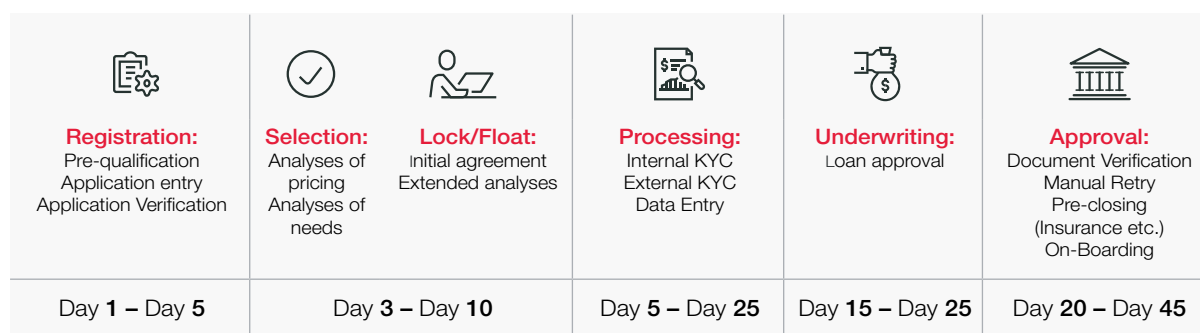 Registration:
Pre-qualification
Application entry
Application Verification
Selection:
Analyses of
pricing
Analyses of
needs
Lock/Float:
Initial agreement
Extended analyses
Processing:
Internal KYC
External KYC
Data Entry
Underwriting:
Loan approval
Approval:
Document Verification
Manual Retry
Pre-closing
(Insurance etc.)
On-Boarding
Day 1 – Day 5
Day 3 – Day 10
Day 5 – Day 25
Day 15 – Day 25
Day 20 – Day 45